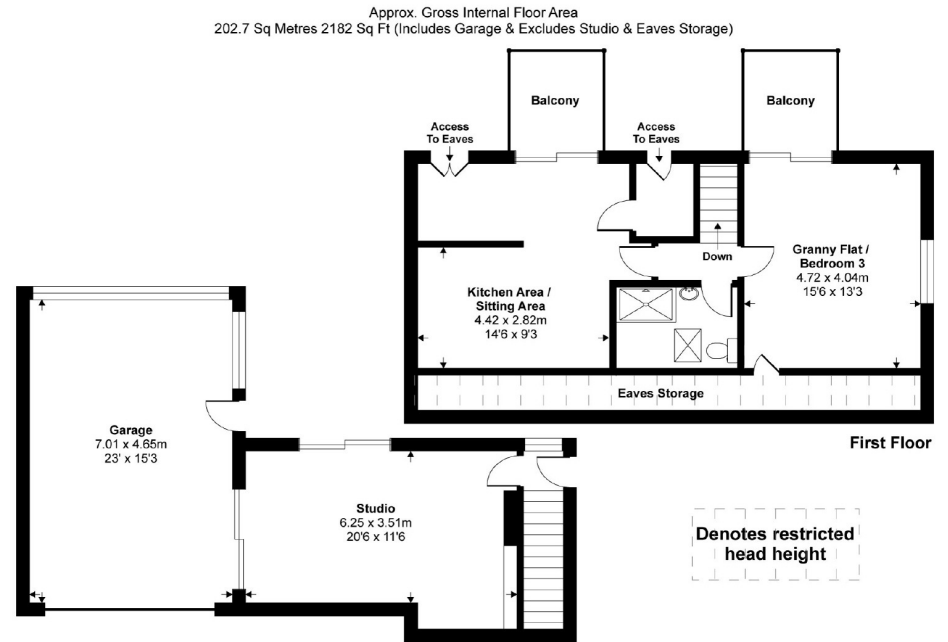 Approx. Gross Internal Floor Area
202.7 Sq Metres 2182 Sq Ft (Includes Garage & Excludes Studio & Eaves Storage)
Balcony
Balcony
Access
To Eaves
Access
To Eaves
Down
Granny Flat /
Bedroom 3
4.72 x 4.04m
15'6 x 13'3
Kitchen Area /
Sitting Area
4.42 x 2.82m
14'6 x 9'3
Eaves Storage
First Floor
Garage
7.01 x 4.65m
23' x 15'3
Studio
6.25 x 3.51m
20'6 x 11'6
Denotes restricted
head height